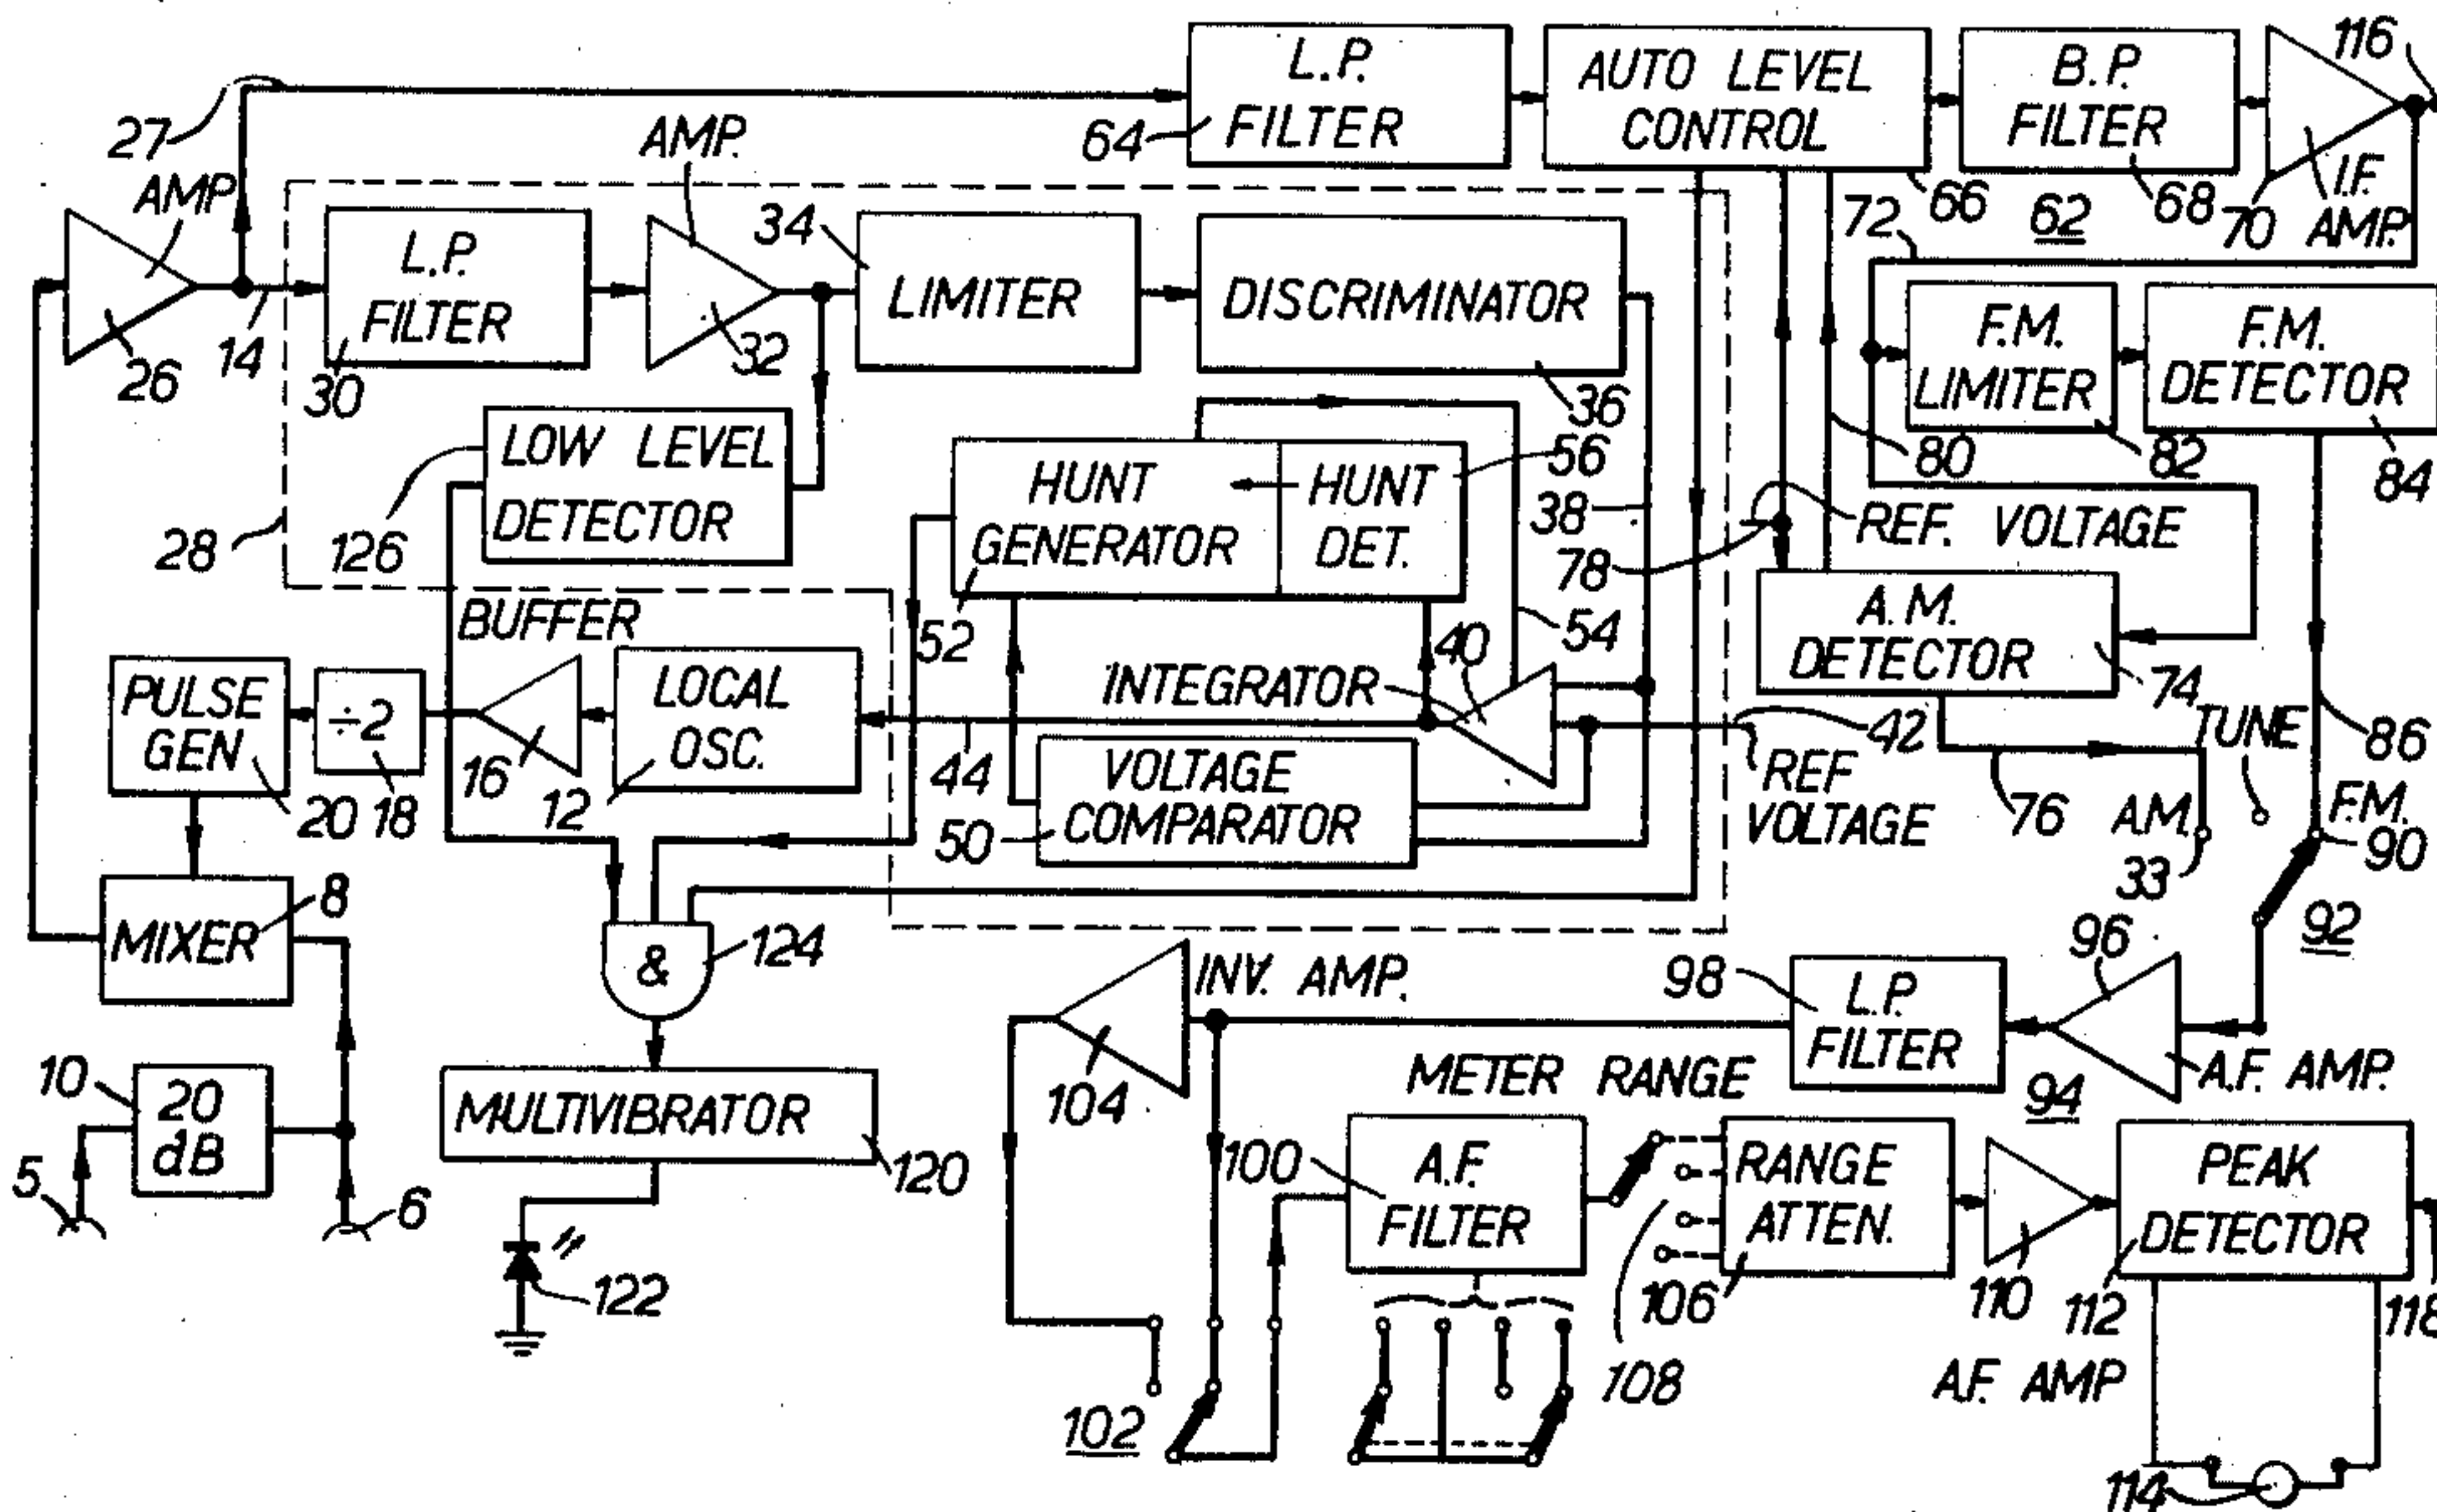 116
L.P.
FILTER
64
AUTO LEVEL
CONTROL
66
B.P.
FILTER
68
62
70
I.F.
AMP.
27
AMP
26
14
28
L.P.
FILTER
30
AMP.
32
34
LIMITER
DISCRIMINATOR
36
72
F.M.
LIMITER
82
F.M.
DETECTOR
84
LOW LEVEL
DETECTOR
126
HUNT
GENERATOR
52
HUNT
DET.
56
38
54
78
80
REF. VOLTAGE
A.M.
DETECTOR
74
76
PULSE
GEN
20
÷2
18
BUFFER
16
LOCAL
OSC.
12
44
INTEGRATOR
40
42
REF
VOLTAGE
VOLTAGE
COMPARATOR
50
TUNE
A.M.
33
F.M.
86
90
92
MIXER
8
&
124
INV. AMP.
104
98
L.P.
FILTER
96
A.F. AMP.
94
10
20
dB
5
6
MULTIVIBRATOR
120
122
METER RANGE
100
A.F.
FILTER
RANGE
ATTEN.
106
108
110
A.F. AMP
PEAK
DETECTOR
112
118
102
114